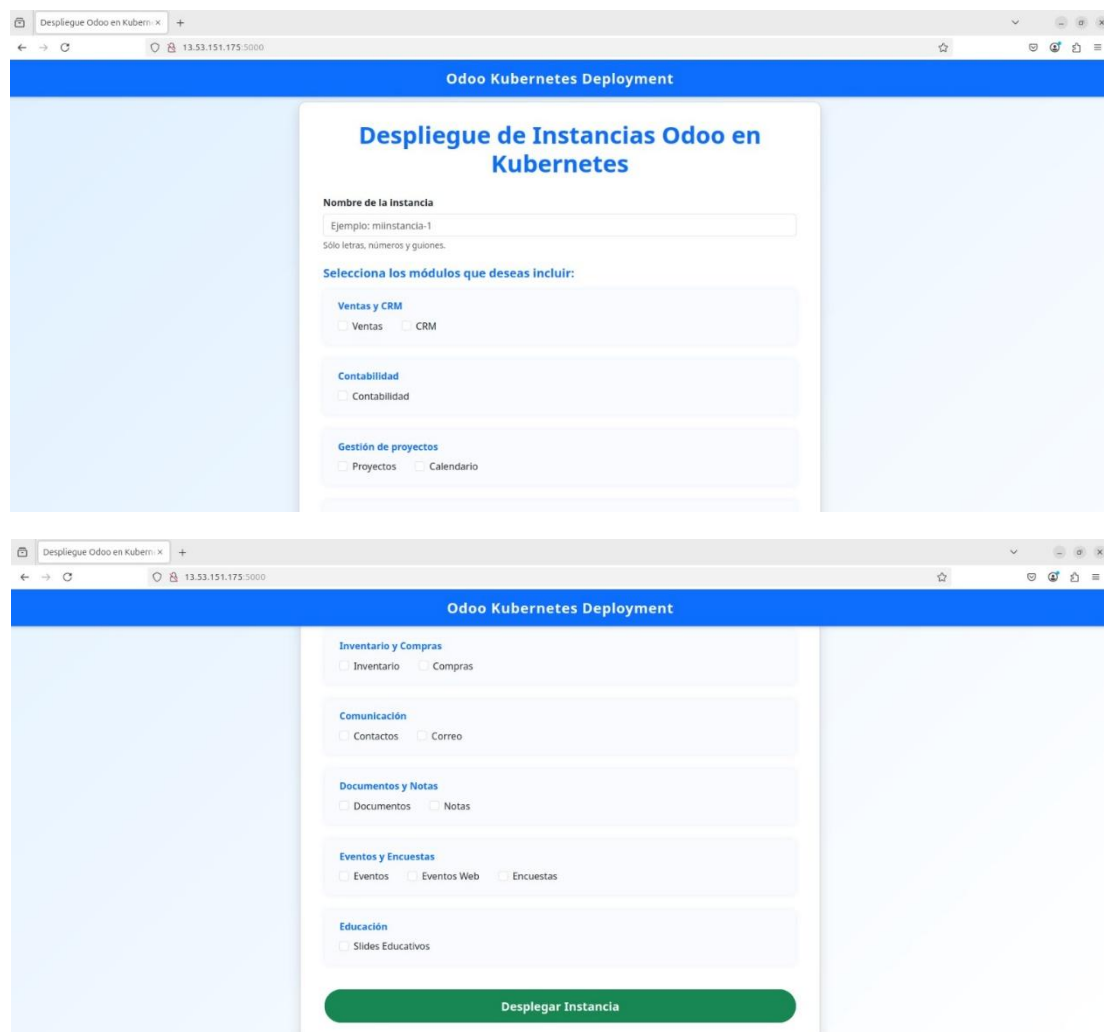 Despliegue Odoo en Kubern
13.53.151.175:5000
Odoo Kubernetes Deployment
Despliegue de Instancias Odoo en
Kubernetes
Nombre de la instancia
Ejemplo: miinstancia-1
Sólo letras, números y guiones.
Selecciona los módulos que deseas incluir:
Ventas y CRM
Ventas CRM
Contabilidad
Contabilidad
Gestión de proyectos
Proyectos Calendario
Despliegue Odoo en Kubern
13.53.151.175:5000
Odoo Kubernetes Deployment
Inventario y Compras
Inventario Compras
Comunicación
Contactos Correo
Documentos y Notas
Documentos Notas
Eventos y Encuestas
Eventos Eventos Web Encuestas
Educación
Slides Educativos
Desplegar Instancia